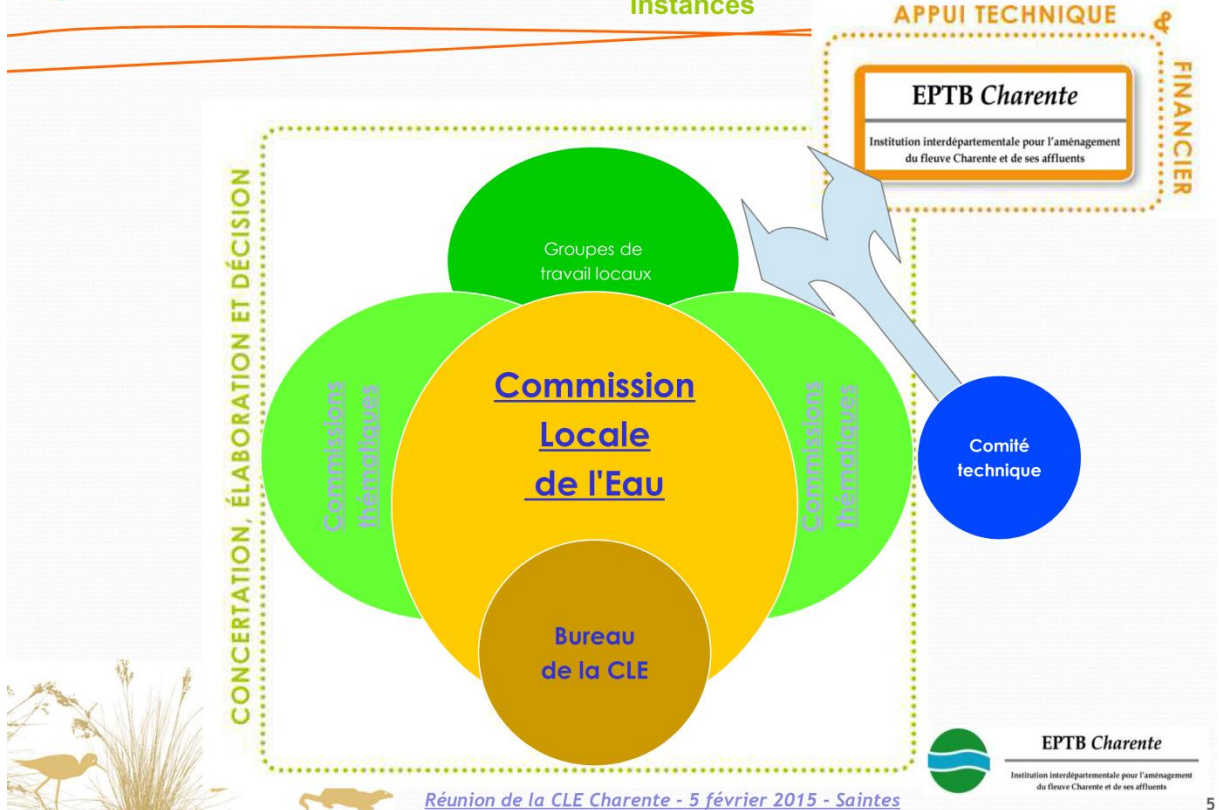 Instances
APPUI TECHNIQUE
&
FINANCIER
EPTB Charente
Institution interdépartementale pour l'aménagement
du fleuve Charente et de ses affluents
CONCERTATION, ÉLABORATION ET DÉCISION
Groupes de
travail locaux
Commissions
thématiques
Commission
Locale
de l'Eau
Commissions
thématiques
Comité
technique
Bureau
de la CLE
EPTB Charente
Institution interdépartementale pour l'aménagement
du fleuve Charente et de ses affluents
Réunion de la CLE Charente - 5 février 2015 - Saintes
5